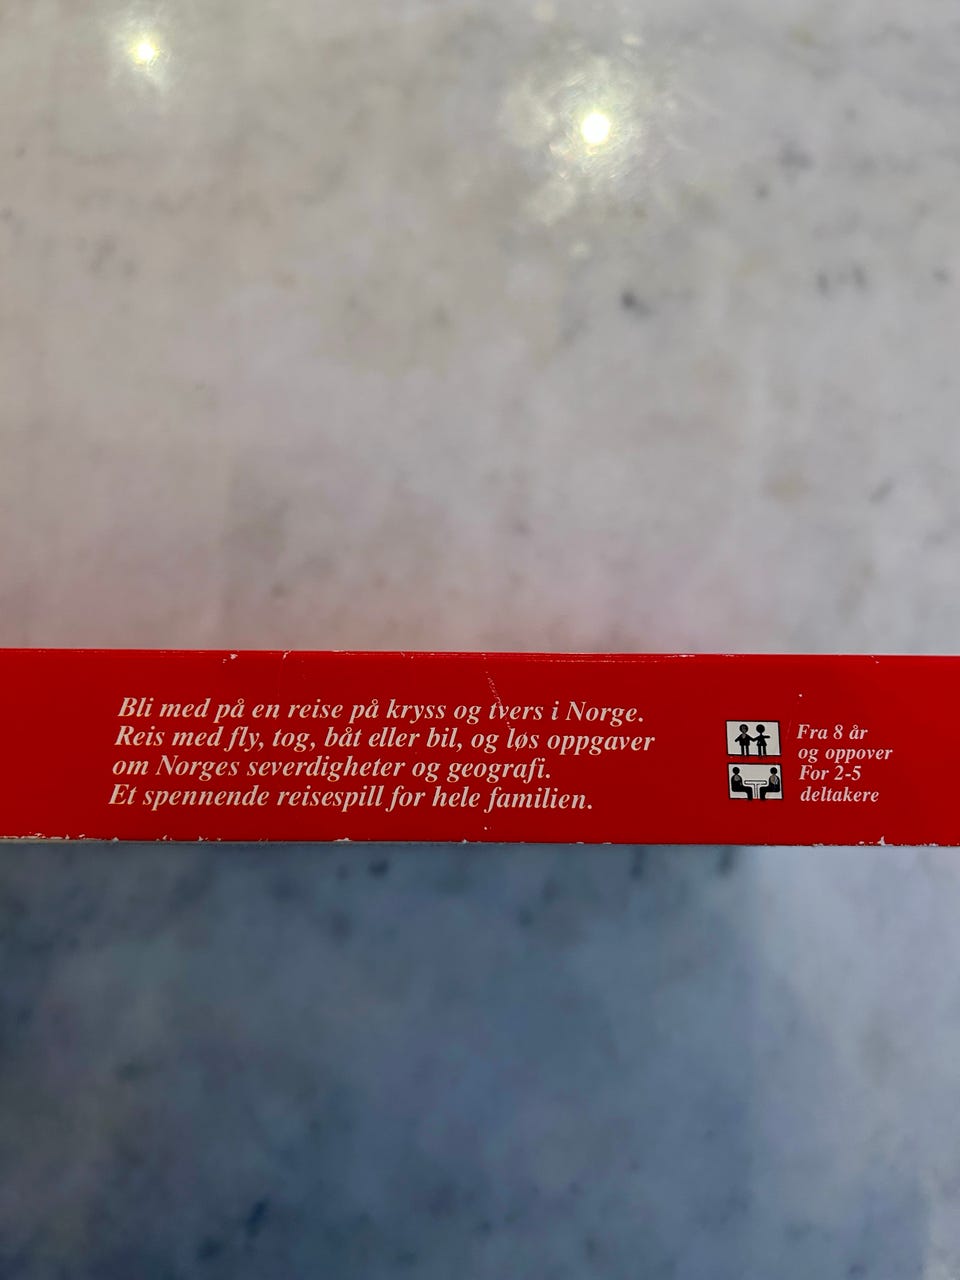 Bli med på en reise på kryss og tvers i Norge.
Reis med fly, tog, båt eller bil, og løs oppgaver
om Norges severdigheter og geografi.
Et spennende reisespill for hele familien.
Fra 8 år
og oppover
For 2-5
deltakere